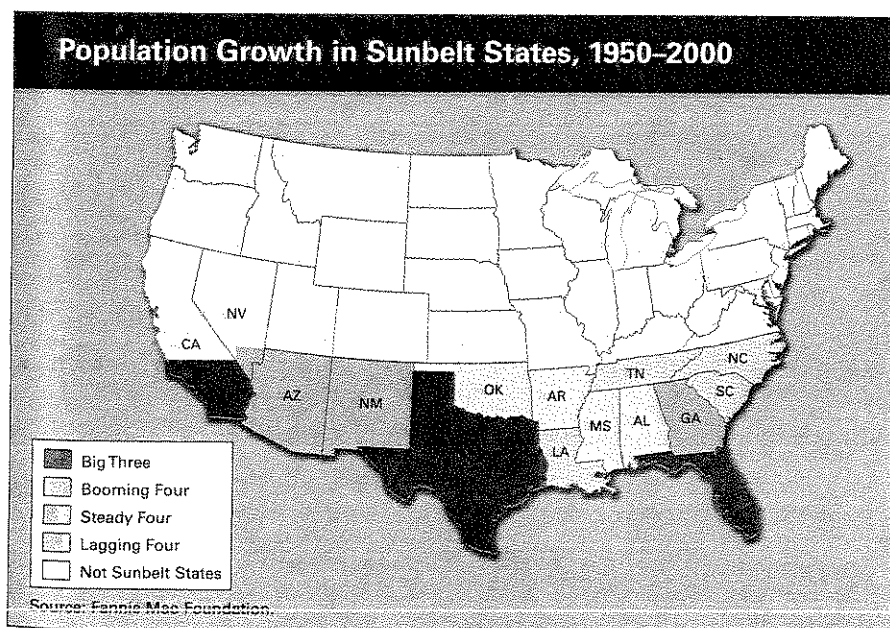 Population Growth in Sunbelt States, 1950–2000
NV
CA
AZ
NM
OK
AR
TN
NC
SC
MS
AL
GA
LA
Big Three
Booming Four
Steady Four
Lagging Four
Not Sunbelt States
Source: Fannie Mae Foundation.